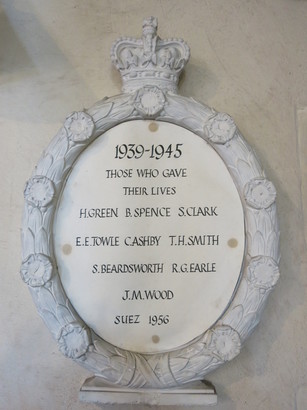 1939-1945
THOSE WHO GAVE
THEIR LIVES
H.GREEN B.SPENCE S.CLARK
E.E.TOWLE C.ASHBY T.H.SMITH
S.BEARDSWORTH R.G.EARLE
J.M.WOOD
SUEZ 1956